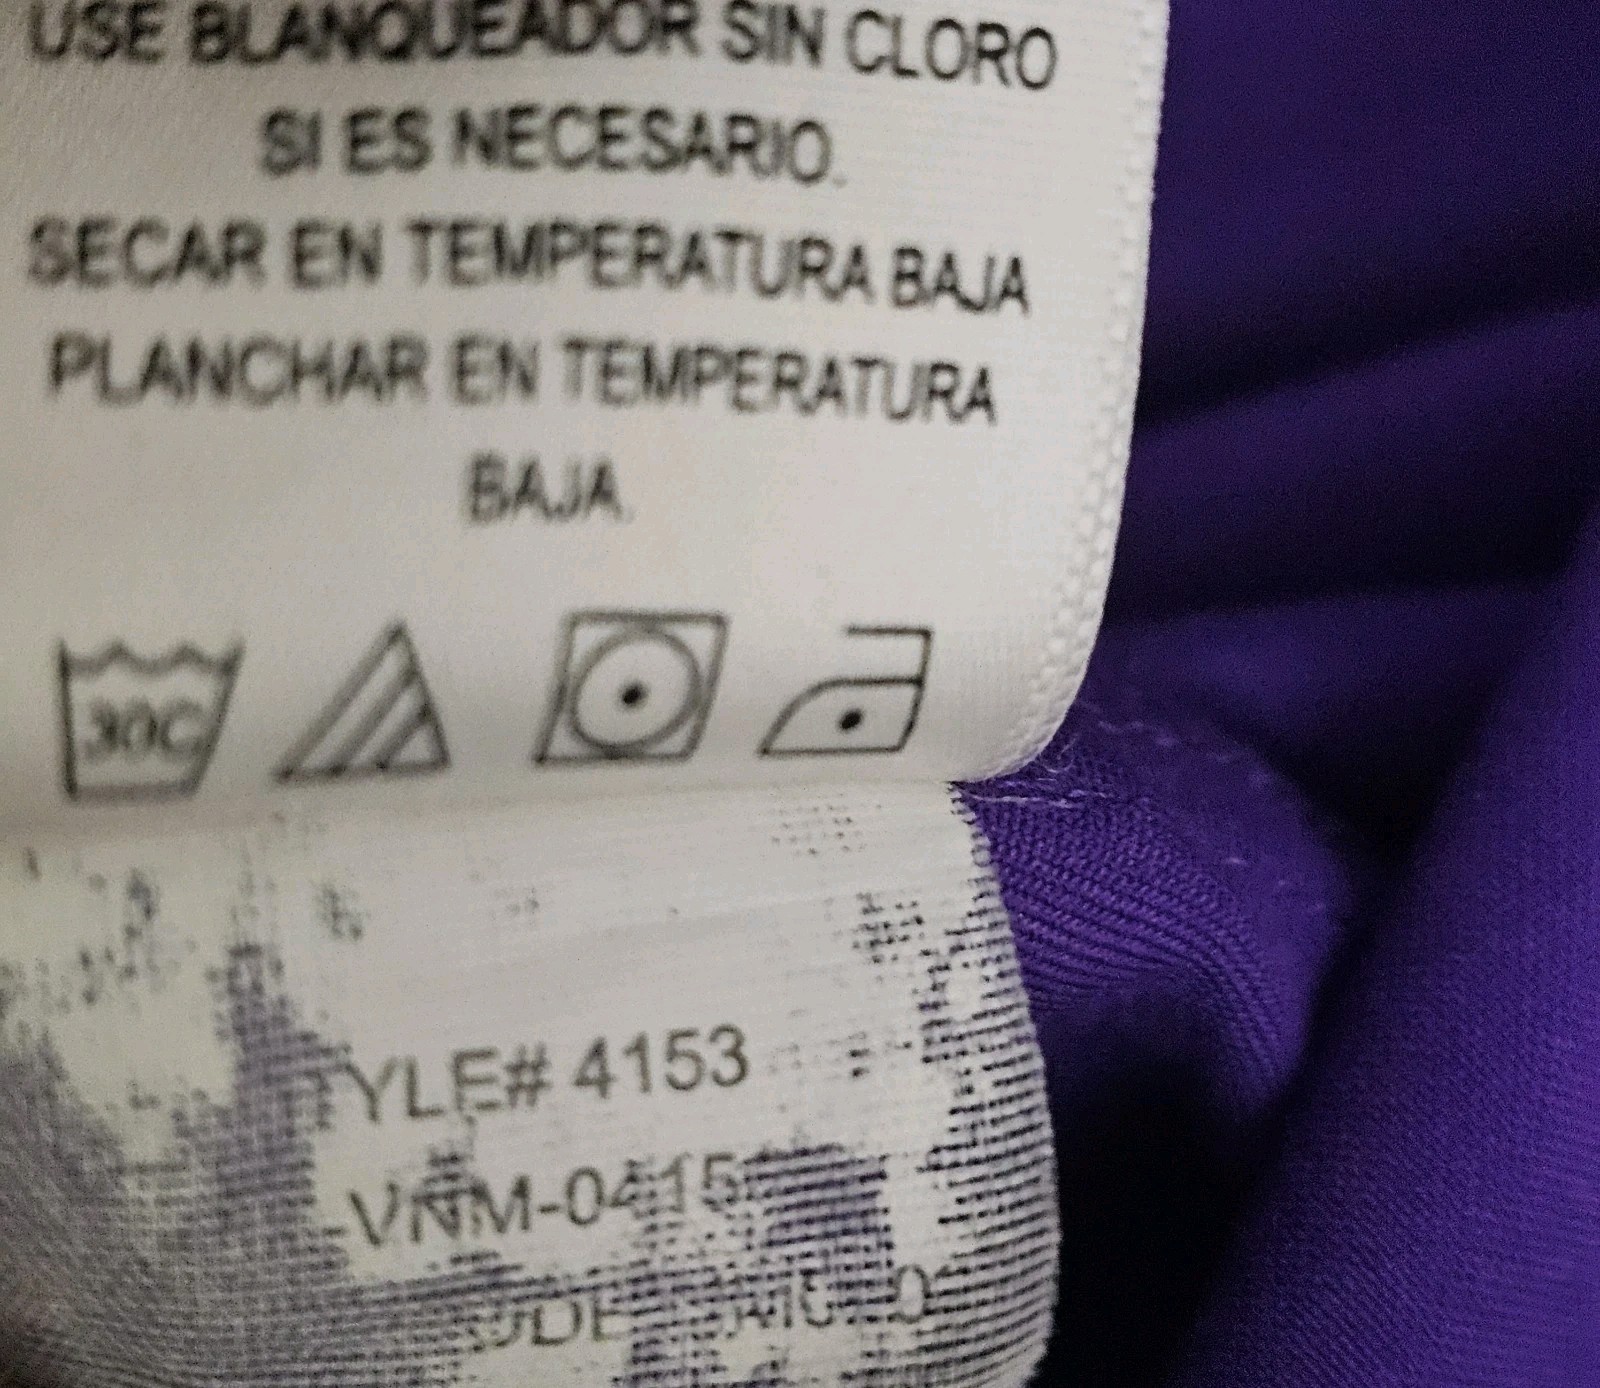 USE BLANQUEADOR SIN CLORO
SI ES NECESARIO.
SECAR EN TEMPERATURA BAJA
PLANCHAR EN TEMPERATURA
BAJA.
30C
YLE# 4153
-VNM-0415